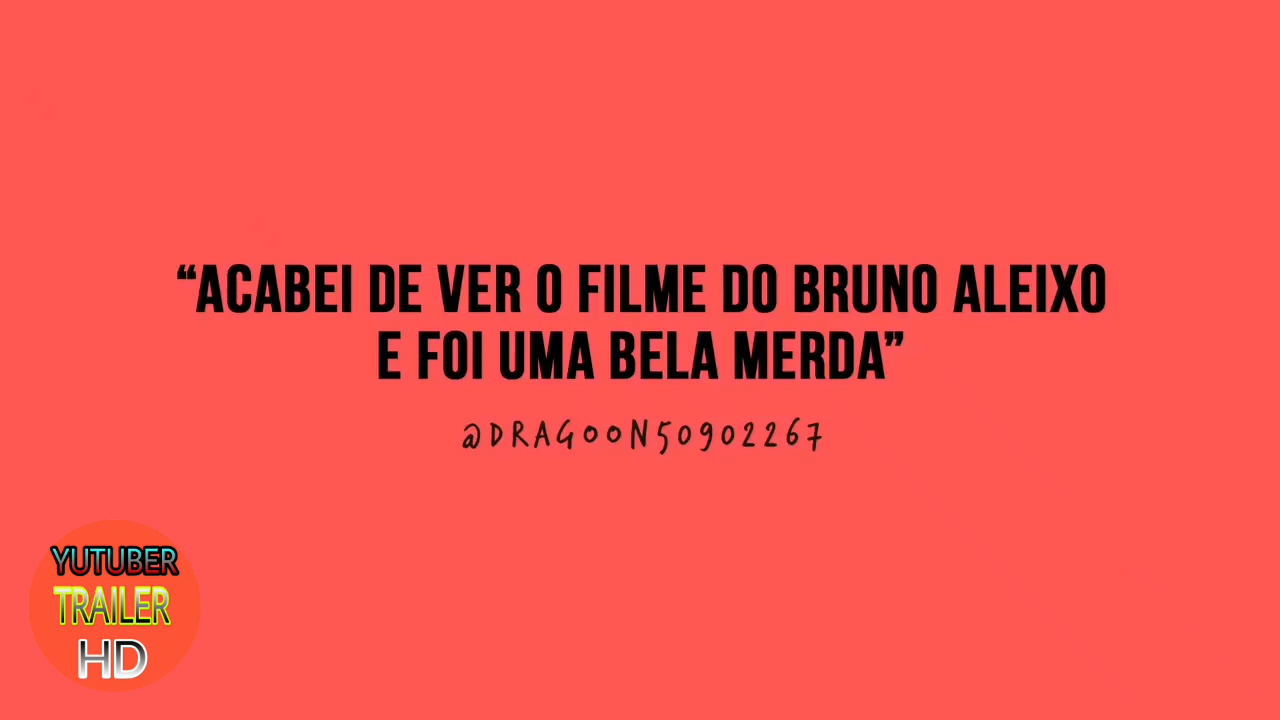 “ACABEI DE VER O FILME DO BRUNO ALEIXO
E FOI UMA BELA MERDA”
@DRAGOON50902267
YUTUBER
TRAILER
HD